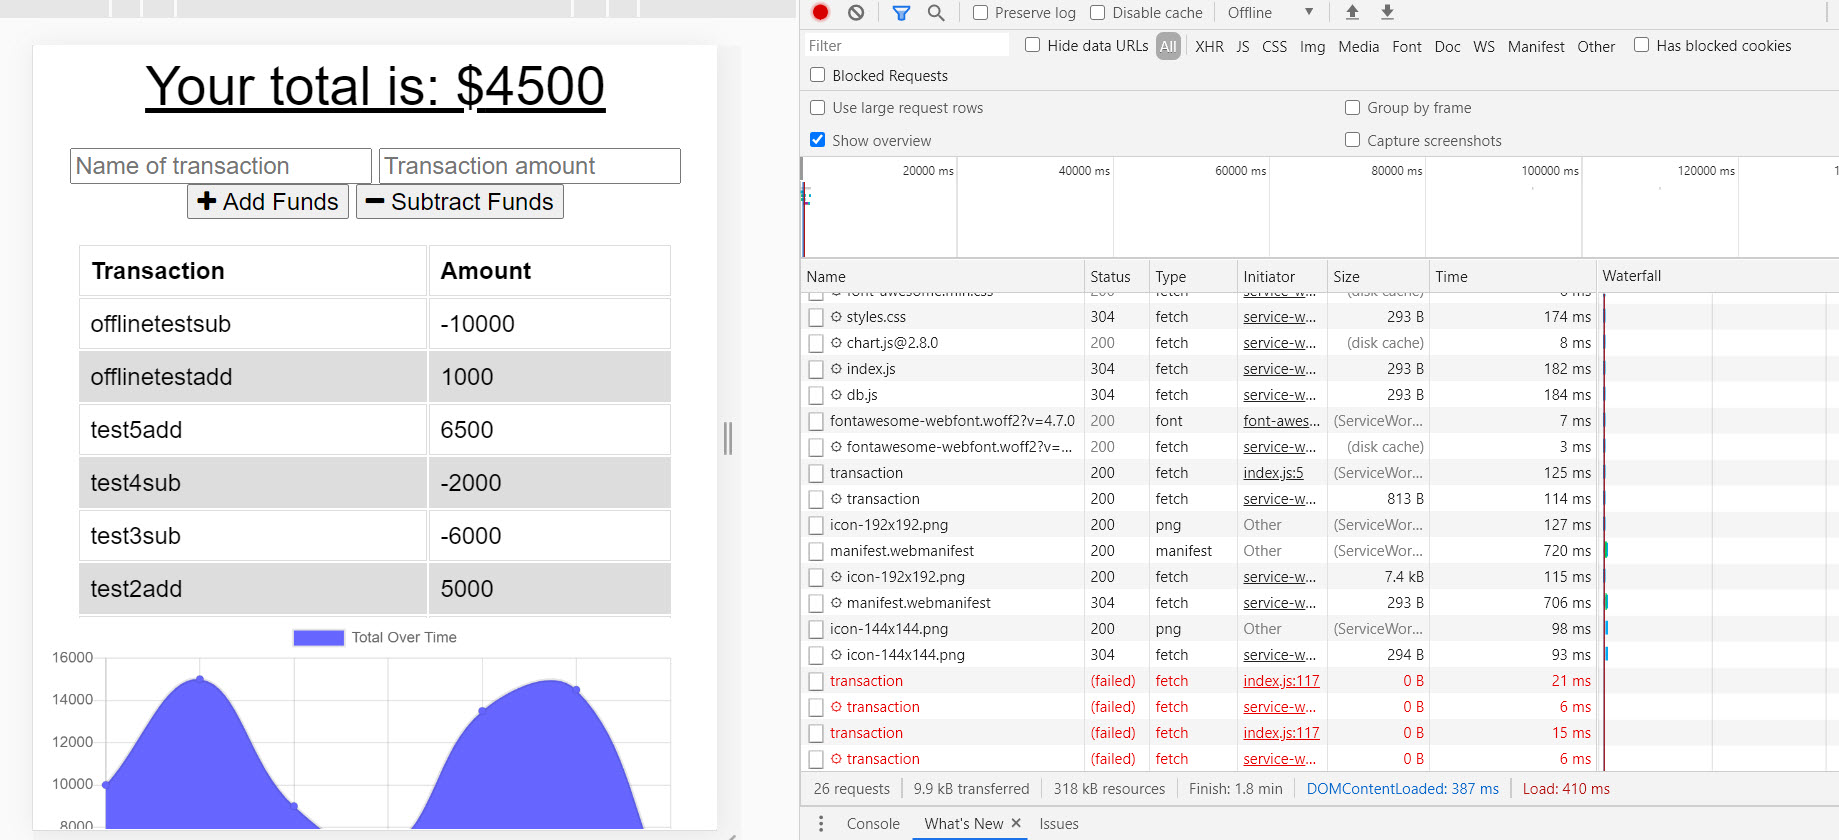 Your total is: $4500
Name of transaction Transaction amount
Add Funds Subtract Funds
Transaction Amount
offlinetestsub -10000
offlinetestadd 1000
test5add 6500
test4sub -2000
test3sub -6000
test2add 5000
Total Over Time
16000
14000
12000
10000
8000
Preserve log Disable cache Offline
Filter Hide data URLs All XHR JS CSS Img Media Font Doc WS Manifest Other Has blocked cookies
Blocked Requests
Use large request rows Group by frame
Show overview Capture screenshots
20000 ms 40000 ms 60000 ms 80000 ms 100000 ms 120000 ms 1
Name Status Type Initiator Size Time Waterfall
font-awesome.min.css 200 fetch service-w... (disk cache) ms
styles.css 304 fetch service-w... 293 B 174 ms
chart.js@2.8.0 200 fetch service-w... (disk cache) 8 ms
index.js 304 fetch service-w... 293 B 182 ms
db.js 304 fetch service-w... 293 B 184 ms
fontawesome-webfont.woff2?v=4.7.0 200 font font-awes... (ServiceWor... 7 ms
fontawesome-webfont.woff2?v=... 200 fetch service-w... (disk cache) 3 ms
transaction 200 fetch index.js:5 (ServiceWor... 125 ms
transaction 200 fetch service-w... 813 B 114 ms
icon-192x192.png 200 png Other (ServiceWor... 127 ms
manifest.webmanifest 200 manifest Other (ServiceWor... 720 ms
icon-192x192.png 200 fetch service-w... 7.4 kB 115 ms
manifest.webmanifest 304 fetch service-w... 293 B 706 ms
icon-144x144.png 200 png Other (ServiceWor... 98 ms
icon-144x144.png 304 fetch service-w... 294 B 93 ms
transaction (failed) fetch index.js:117 0 B 21 ms
transaction (failed) fetch service-w... 0 B 6 ms
transaction (failed) fetch index.js:117 0 B 15 ms
transaction (failed) fetch service-w... 0 B 6 ms
26 requests 9.9 kB transferred 318 kB resources Finish: 1.8 min DOMContentLoaded: 387 ms Load: 410 ms
Console What's New Issues